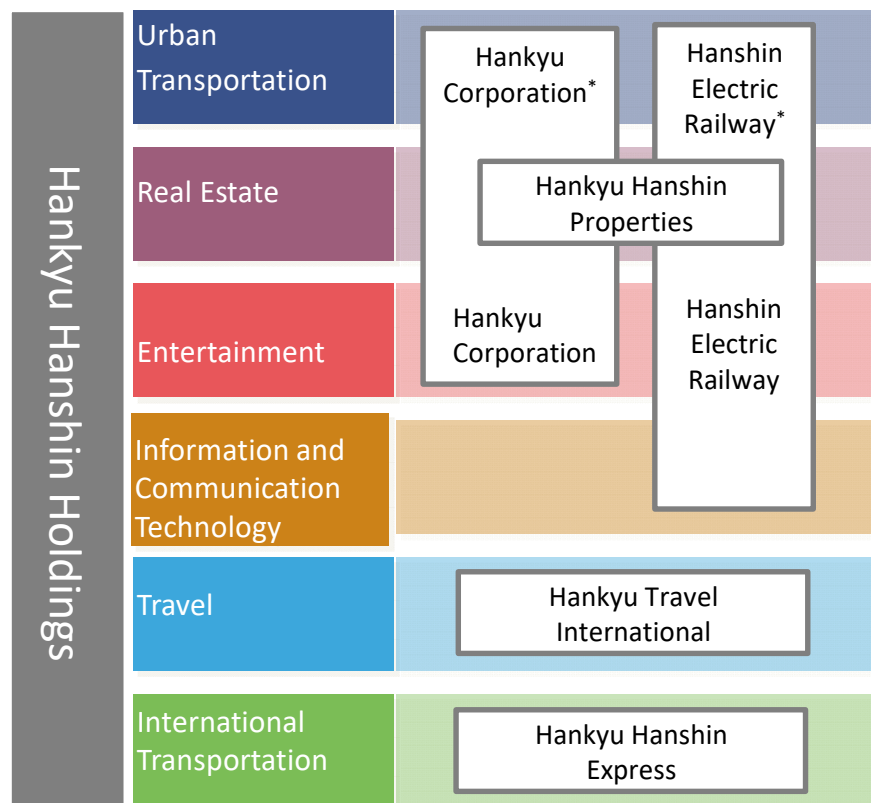 Hankyu Hanshin Holdings
Urban
Transportation
Hankyu
Corporation*
Hanshin
Electric
Railway*
Real Estate
Hankyu Hanshin
Properties
Entertainment
Hankyu
Corporation
Hanshin
Electric
Railway
Information and
Communication
Technology
Travel
Hankyu Travel
International
International
Transportation
Hankyu Hanshin
Express